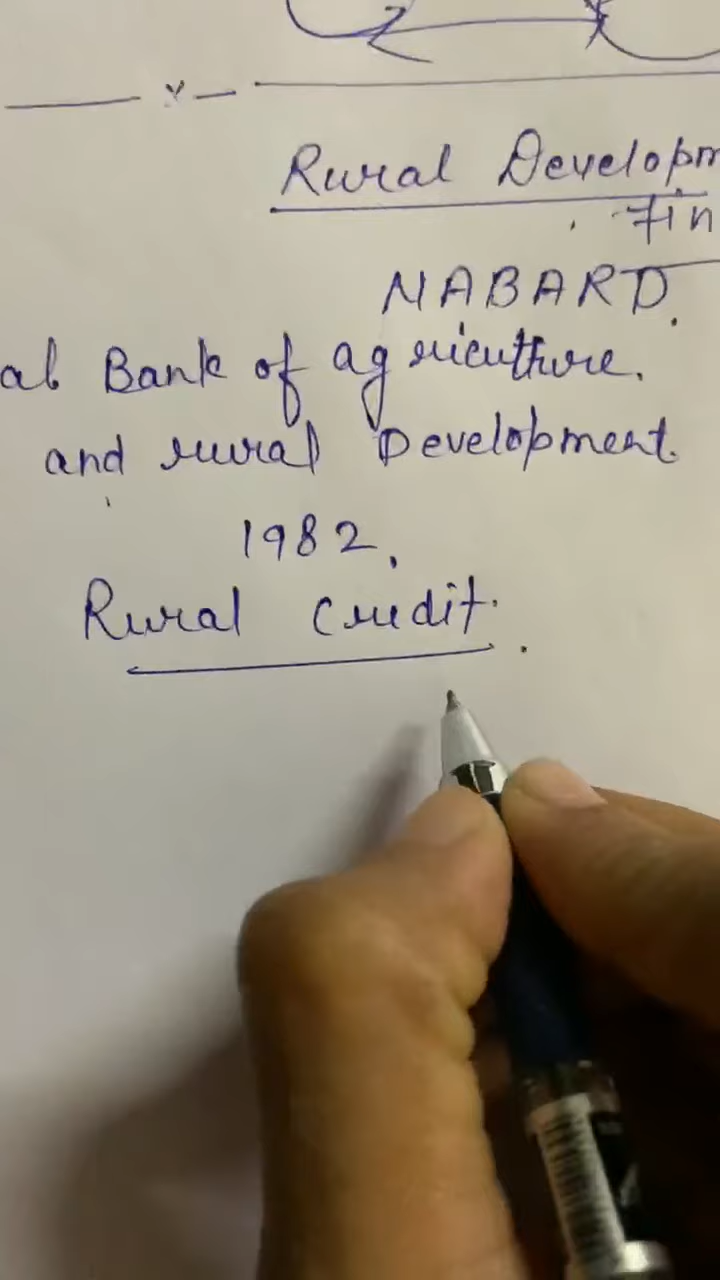 Rural Developm
Fin
NABARD.
al Bank of agriculture.
and rural Development.
1982.
Rural Credit.